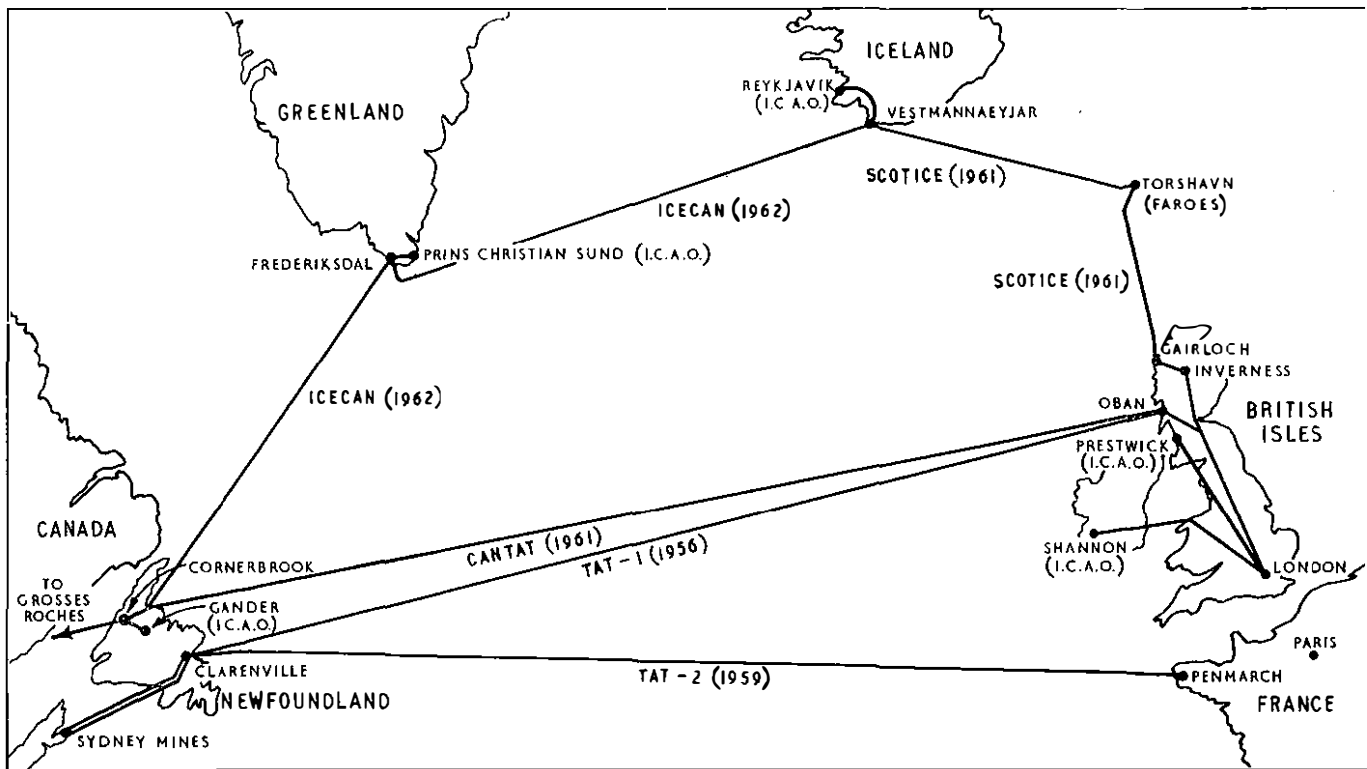 ICELAND
REYKJAVIK
(I.C.A.O.)
VESTMANNAEYJAR
GREENLAND
SCOTICE (1961)
TORSHAVN
(FAROES)
ICECAN (1962)
FREDERIKSDAL
PRINS CHRISTIAN SUND (I.C.A.O.)
SCOTICE (1961)
GAIRLOCH
INVERNESS
ICECAN (1962)
OBAN
BRITISH
ISLES
PRESTWICK
(I.C.A.O.)
CANADA
CANTAT (1961)
TAT-1 (1956)
SHANNON
(I.C.A.O.)
CORNERBROOK
LONDON
TO
GROSSES
ROCHES
GANDER
(I.C.A.O.)
PARIS
CLARENVILLE
TAT-2 (1959)
PENMARCH
NEWFOUNDLAND
FRANCE
SYDNEY MINES